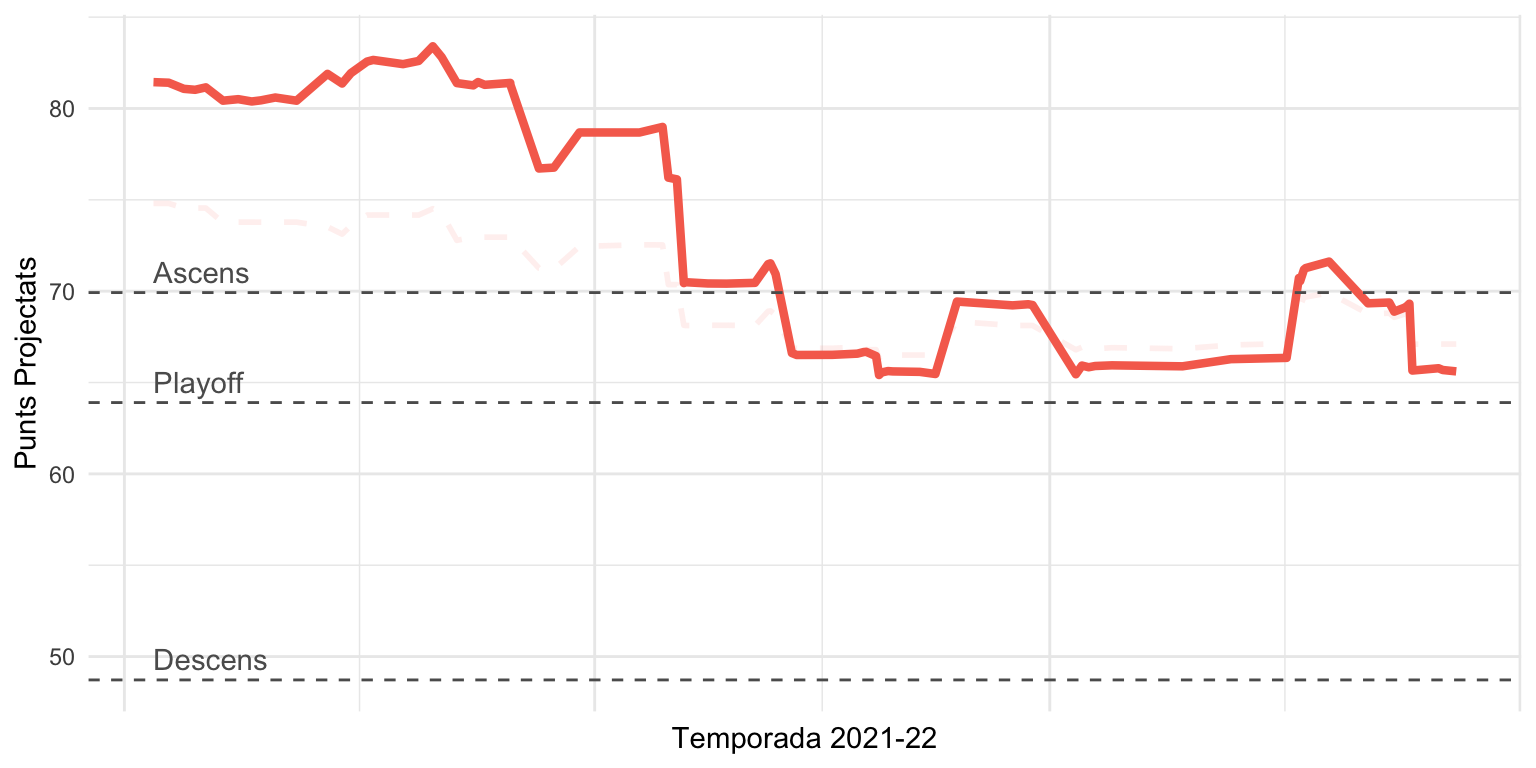 80
70
60
50
Punts Projectats
Ascens
Playoff
Descens
Temporada 2021-22